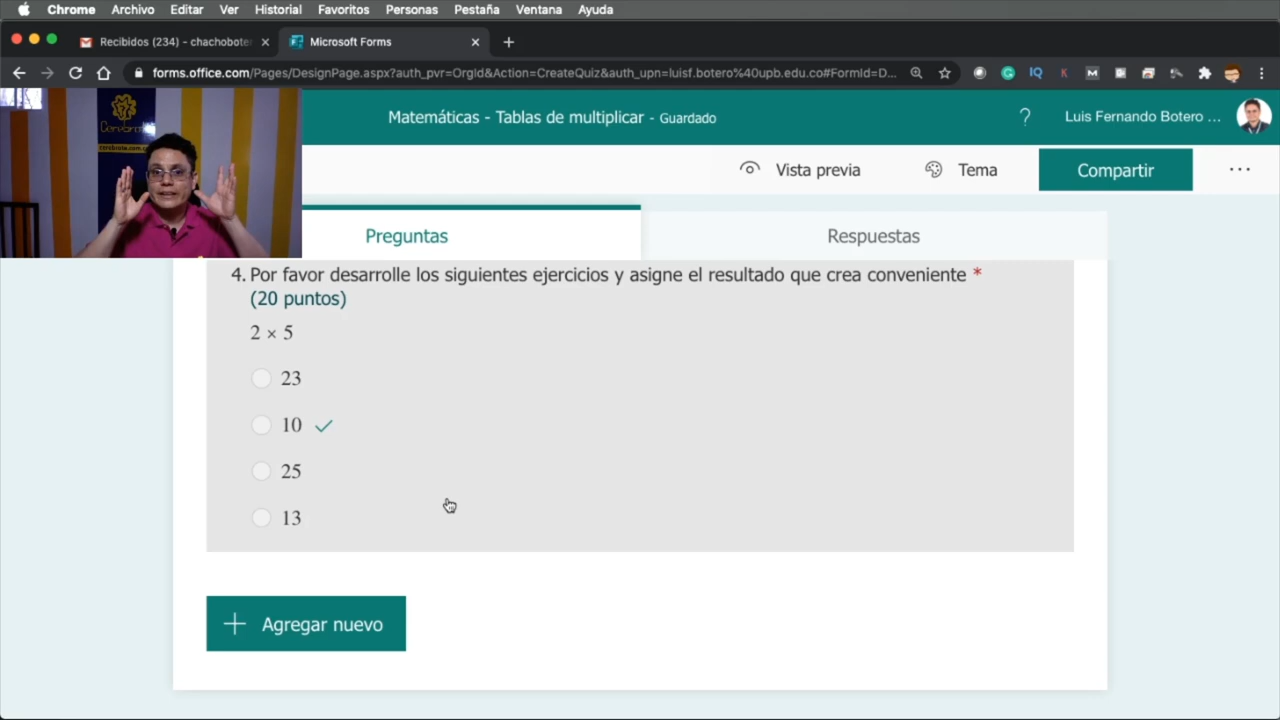 Chrome Archivo Editar Ver Historial Favoritos Personas Pestaña Ventana Ayuda
Recibidos (234) - chachobote
Microsoft Forms
forms.office.com/Pages/DesignPage.aspx?auth_pvr=OrgId&Action=CreateQuiz&auth_upn=luisf.botero%40upb.edu.co#FormId=D...
IQ
K
M
Matemáticas - Tablas de multiplicar - Guardado
?
Luis Fernando Botero ...
Vista previa
Tema
Compartir
...
Preguntas
Respuestas
4. Por favor desarrolle los siguientes ejercicios y asigne el resultado que crea conveniente *
(20 puntos)
2 × 5
23
10
25
13
+ Agregar nuevo